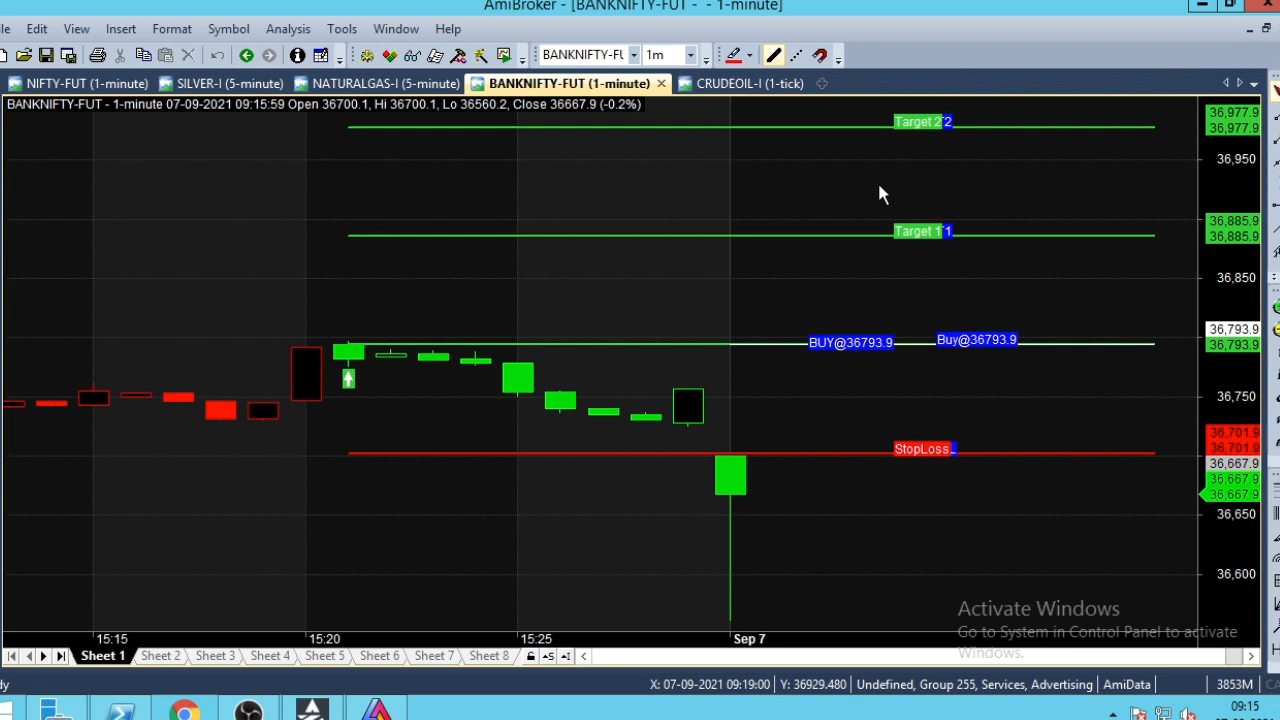 AmiBroker - [BANKNIFTY-FUT - - 1-minute]
Edit View Insert Format Symbol Analysis Tools Window Help
BANKNIFTY-FU 1m
NIFTY-FUT (1-minute) SILVER-I (5-minute) NATURALGAS-I (5-minute) BANKNIFTY-FUT (1-minute) CRUDEOIL-I (1-tick)
BANKNIFTY-FUT - 1-minute 07-09-2021 09:15:59 Open 36700.1, Hi 36700.1, Lo 36560.2, Close 36667.9 (-0.2%)
36,977.9
Target 2 2
36,977.9
36,950
36,885.9
Target 1 1
36,885.9
36,850
36,793.9
BUY@36793.9 Buy@36793.9
36,793.9
36,750
36,701.9
StopLoss
36,701.9
36,667.9
36,667.9
36,667.9
36,650
36,600
Activate Windows
Go to System in Control Panel to activate
Windows.
15:15 15:20 15:25 Sep 7
Sheet 1 Sheet 2 Sheet 3 Sheet 4 Sheet 5 Sheet 6 Sheet 7 Sheet 8
X: 07-09-2021 09:19:00 Y: 36929.480 Undefined, Group 255, Services, Advertising AmiData 3853M
09:15